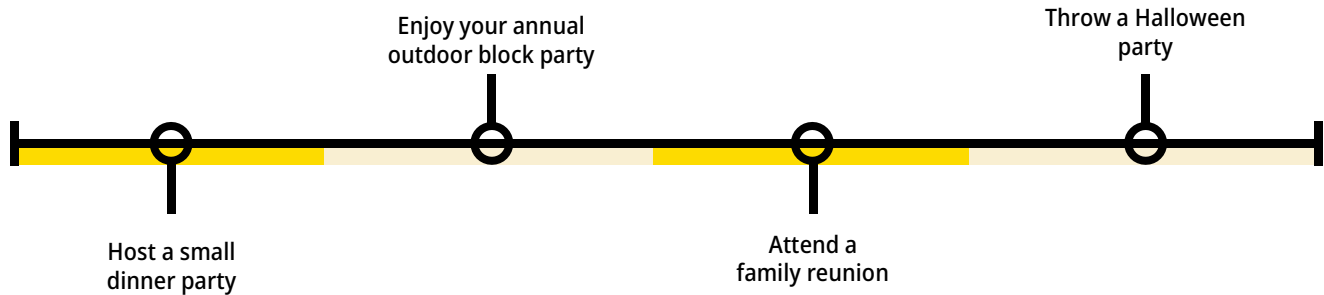 Host a small
dinner party
Enjoy your annual
outdoor block party
Attend a
family reunion
Throw a Halloween
party